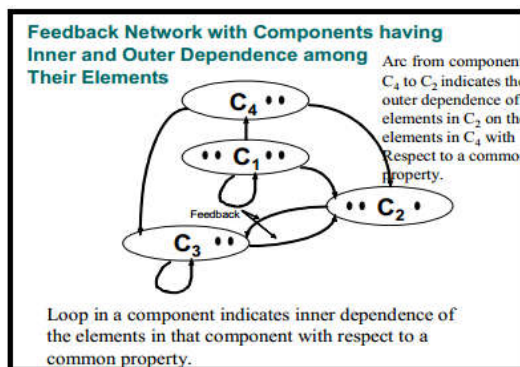 Feedback Network with Components having
Inner and Outer Dependence among
Their Elements
Arc from component
C4 to C2 indicates the
outer dependence of
elements in C2 on the
elements in C4 with
Respect to a common
property.
C4
C1
C2
Feedback
C3
Loop in a component indicates inner dependence of
the elements in that component with respect to a
common property.